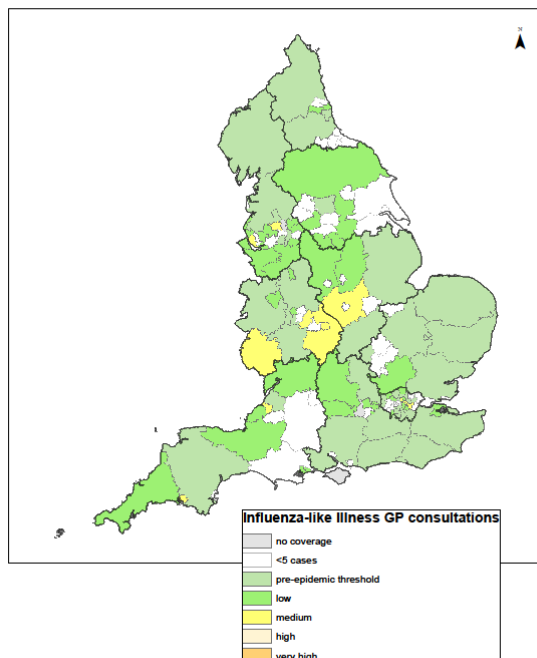 N
Influenza-like Illness GP consultations
no coverage
<5 cases
pre-epidemic threshold
low
medium
high
very high